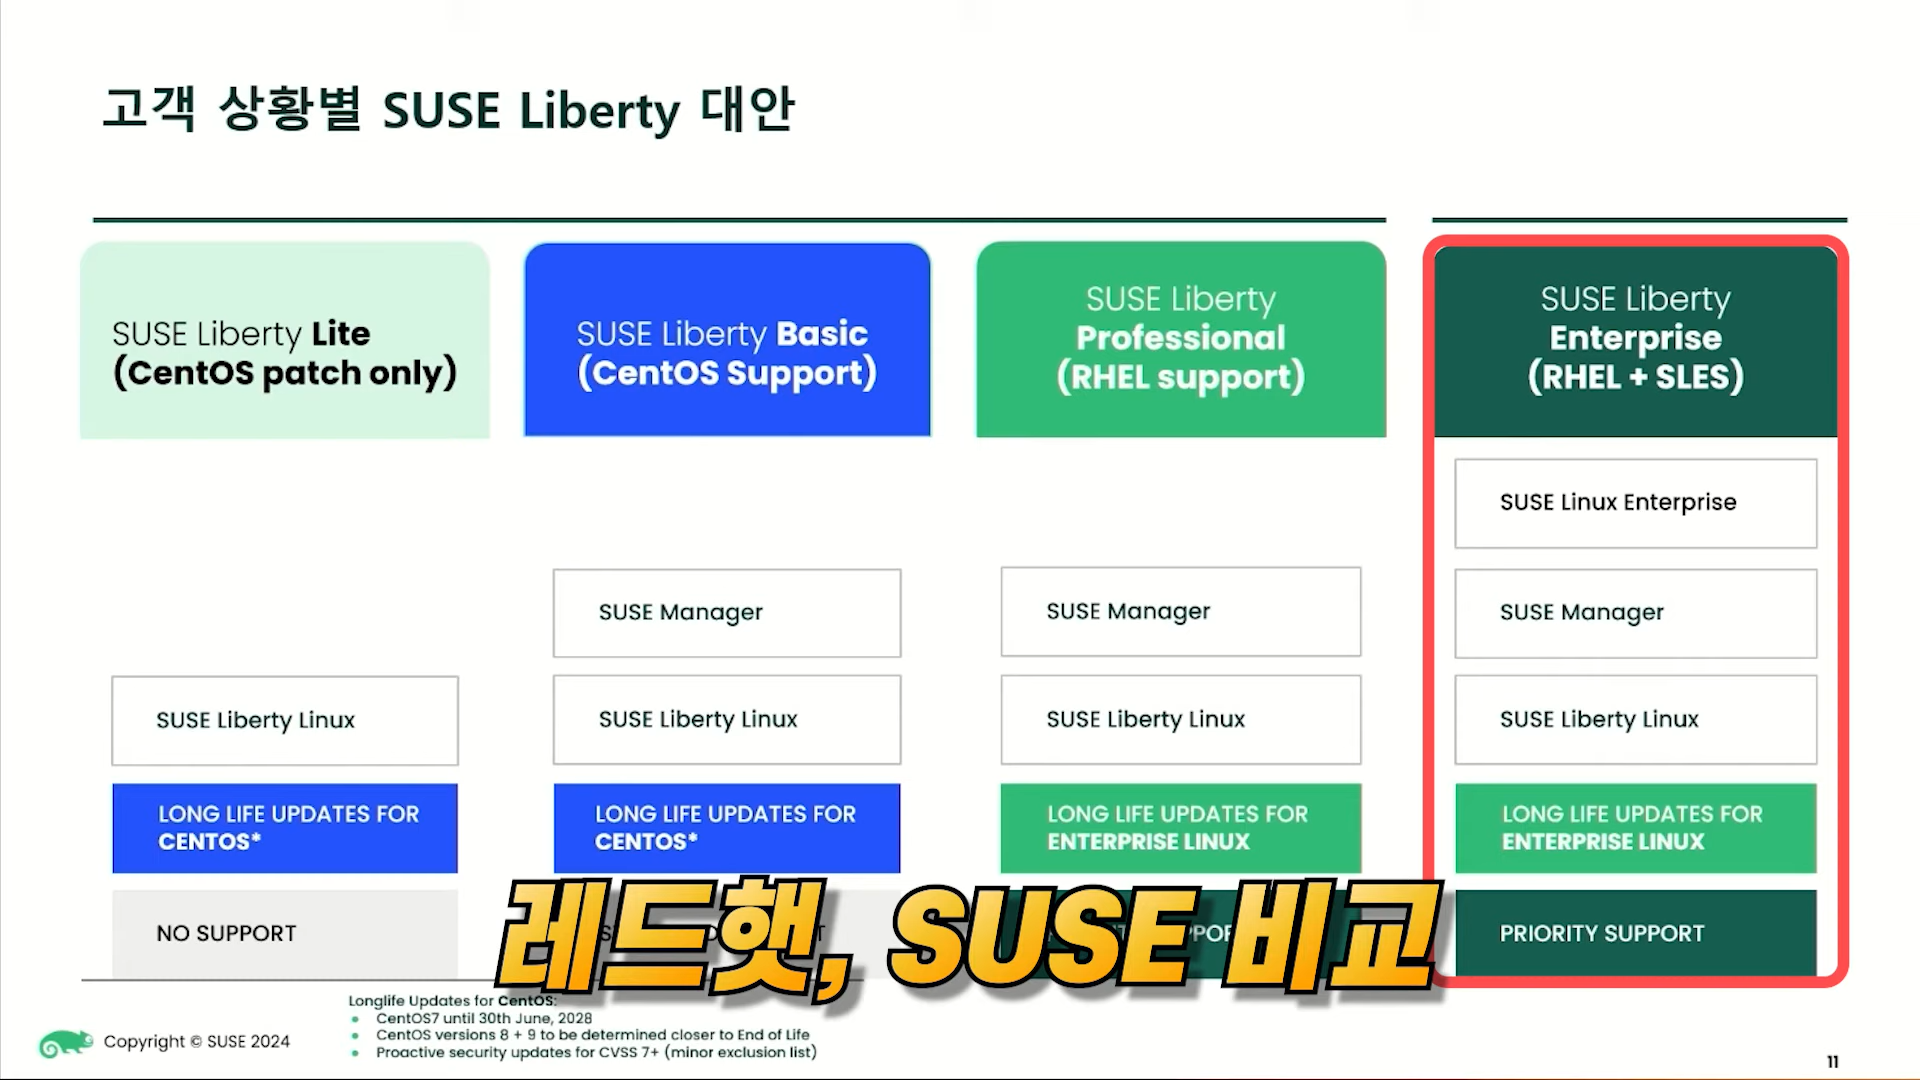 고객 상황별 SUSE Liberty 대안
SUSE Liberty Lite
(CentOS patch only)
SUSE Liberty Linux
LONG LIFE UPDATES FOR
CENTOS*
NO SUPPORT
SUSE Liberty Basic
(CentOS Support)
SUSE Manager
SUSE Liberty Linux
LONG LIFE UPDATES FOR
CENTOS*
SUSE Liberty
Professional
(RHEL support)
SUSE Manager
SUSE Liberty Linux
LONG LIFE UPDATES FOR
ENTERPRISE LINUX
SUSE Liberty
Enterprise
(RHEL + SLES)
SUSE Linux Enterprise
SUSE Manager
SUSE Liberty Linux
LONG LIFE UPDATES FOR
ENTERPRISE LINUX
PRIORITY SUPPORT
레드햇, SUSE 비교
Longlife Updates for CentOS:
• CentOS7 until 30th June, 2028
• CentOS versions 8 + 9 to be determined closer to End of Life
• Proactive security updates for CVSS 7+ (minor exclusion list)
Copyright © SUSE 2024
11